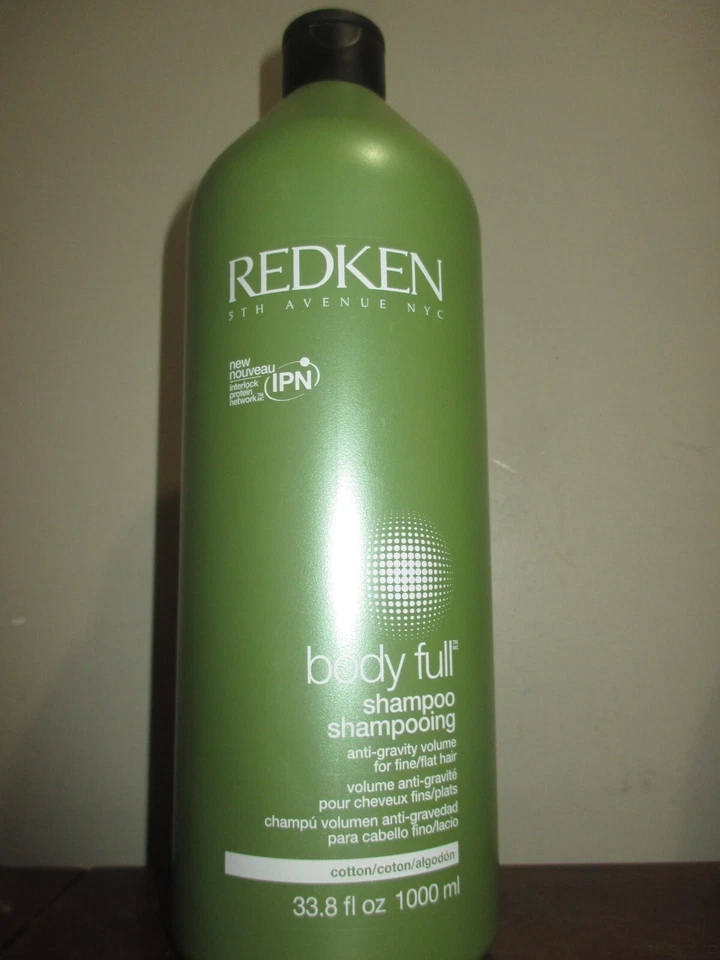 REDKEN
5TH AVENUE NYC
new
nouveau
interlock
protein
network
IPN
body full
shampoo
shampooing
anti-gravity volume
for fine/flat hair
volume anti-gravité
pour cheveux fins/plats
champú volumen anti-gravedad
para cabello fino/lacio
cotton/coton/algodón
33.8 fl oz 1000 ml